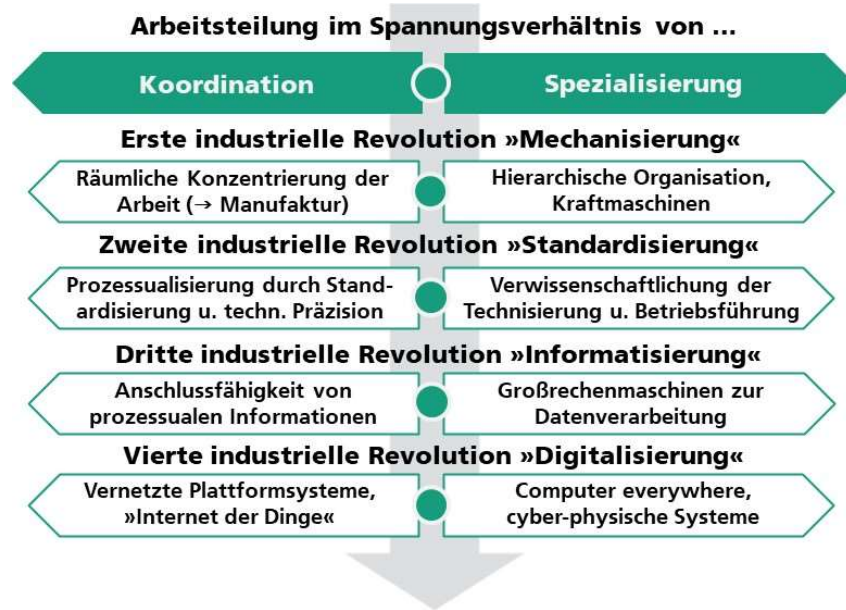 Arbeitsteilung im Spannungsverhältnis von ...
Koordination
Spezialisierung
Erste industrielle Revolution »Mechanisierung«
Räumliche Konzentrierung der
Arbeit (→ Manufaktur)
Hierarchische Organisation,
Kraftmaschinen
Zweite industrielle Revolution »Standardisierung«
Prozessualisierung durch Stand-
ardisierung u. techn. Präzision
Verwissenschaftlichung der
Technisierung u. Betriebsführung
Dritte industrielle Revolution »Informatisierung«
Anschlussfähigkeit von
prozessualen Informationen
Großrechenmaschinen zur
Datenverarbeitung
Vierte industrielle Revolution »Digitalisierung«
Vernetzte Plattformsysteme,
»Internet der Dinge«
Computer everywhere,
cyber-physische Systeme